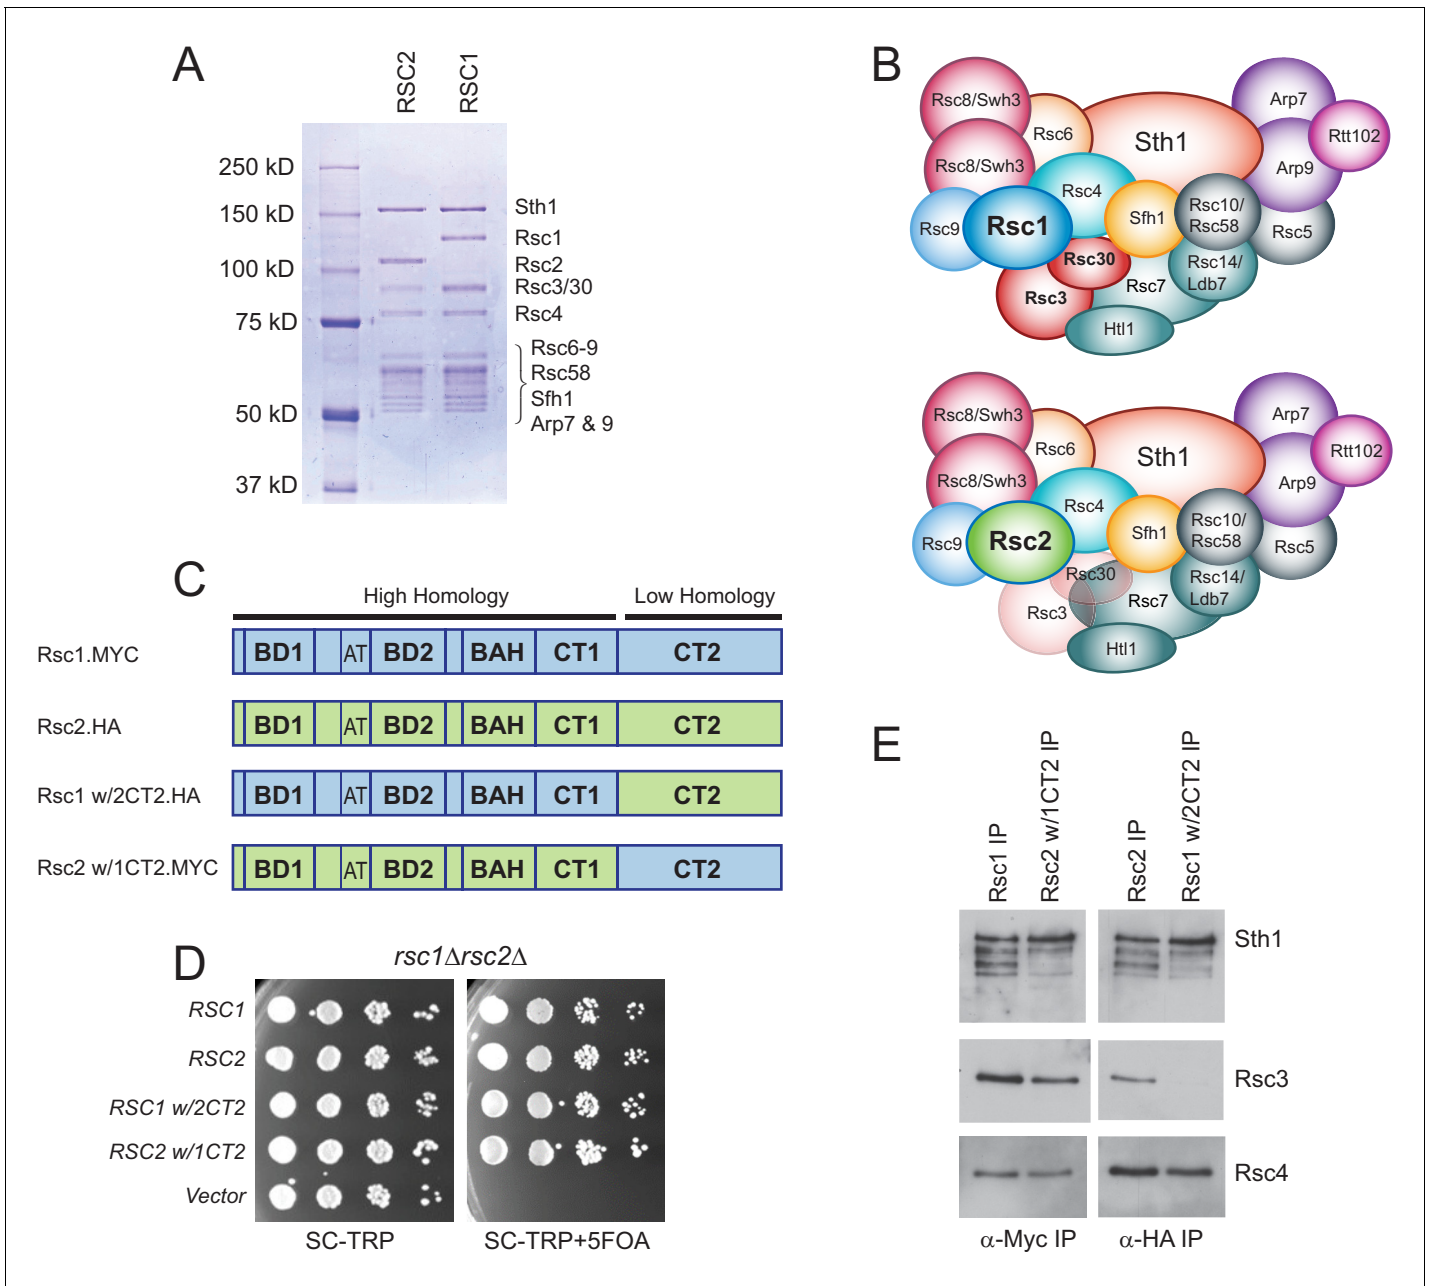 A
RSC2
RSC1
250 kD
150 kD
100 kD
75 kD
50 kD
37 kD
Sth1
Rsc1
Rsc2
Rsc3/30
Rsc4
Rsc6-9
Rsc58
Sfh1
Arp7 & 9
B
Rsc8/Swh3
Rsc6
Sth1
Arp7
Rtt102
Rsc8/Swh3
Rsc4
Arp9
Rsc9
Rsc1
Sfh1
Rsc10/
Rsc58
Rsc5
Rsc30
Rsc3
Rsc7
Rsc14/
Ldb7
Htl1
Rsc8/Swh3
Rsc6
Sth1
Arp7
Rtt102
Rsc8/Swh3
Rsc4
Arp9
Rsc9
Rsc2
Sfh1
Rsc10/
Rsc58
Rsc5
Rsc30
Rsc3
Rsc7
Rsc14/
Ldb7
Htl1
C
High Homology
Low Homology
Rsc1.MYC
BD1 AT BD2 BAH CT1 CT2
Rsc2.HA
BD1 AT BD2 BAH CT1 CT2
Rsc1 w/2CT2.HA
BD1 AT BD2 BAH CT1 CT2
Rsc2 w/1CT2.MYC
BD1 AT BD2 BAH CT1 CT2
D
rsc1Δrsc2Δ
RSC1
RSC2
RSC1 w/2CT2
RSC2 w/1CT2
Vector
SC-TRP
SC-TRP+5FOA
E
Rsc1 IP
Rsc2 w/1CT2 IP
Rsc2 IP
Rsc1 w/2CT2 IP
Sth1
Rsc3
Rsc4
α-Myc IP
α-HA IP